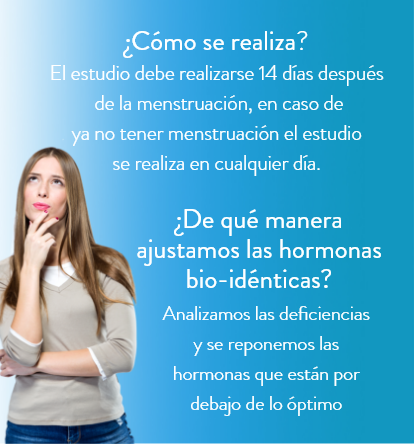 ¿Cómo se realiza?
El estudio debe realizarse 14 días después
de la menstruación, en caso de
ya no tener menstruación el estudio
se realiza en cualquier día.
¿De qué manera
ajustamos las hormonas
bio-idénticas?
Analizamos las deficiencias
y se reponemos las
hormonas que están por
debajo de lo óptimo